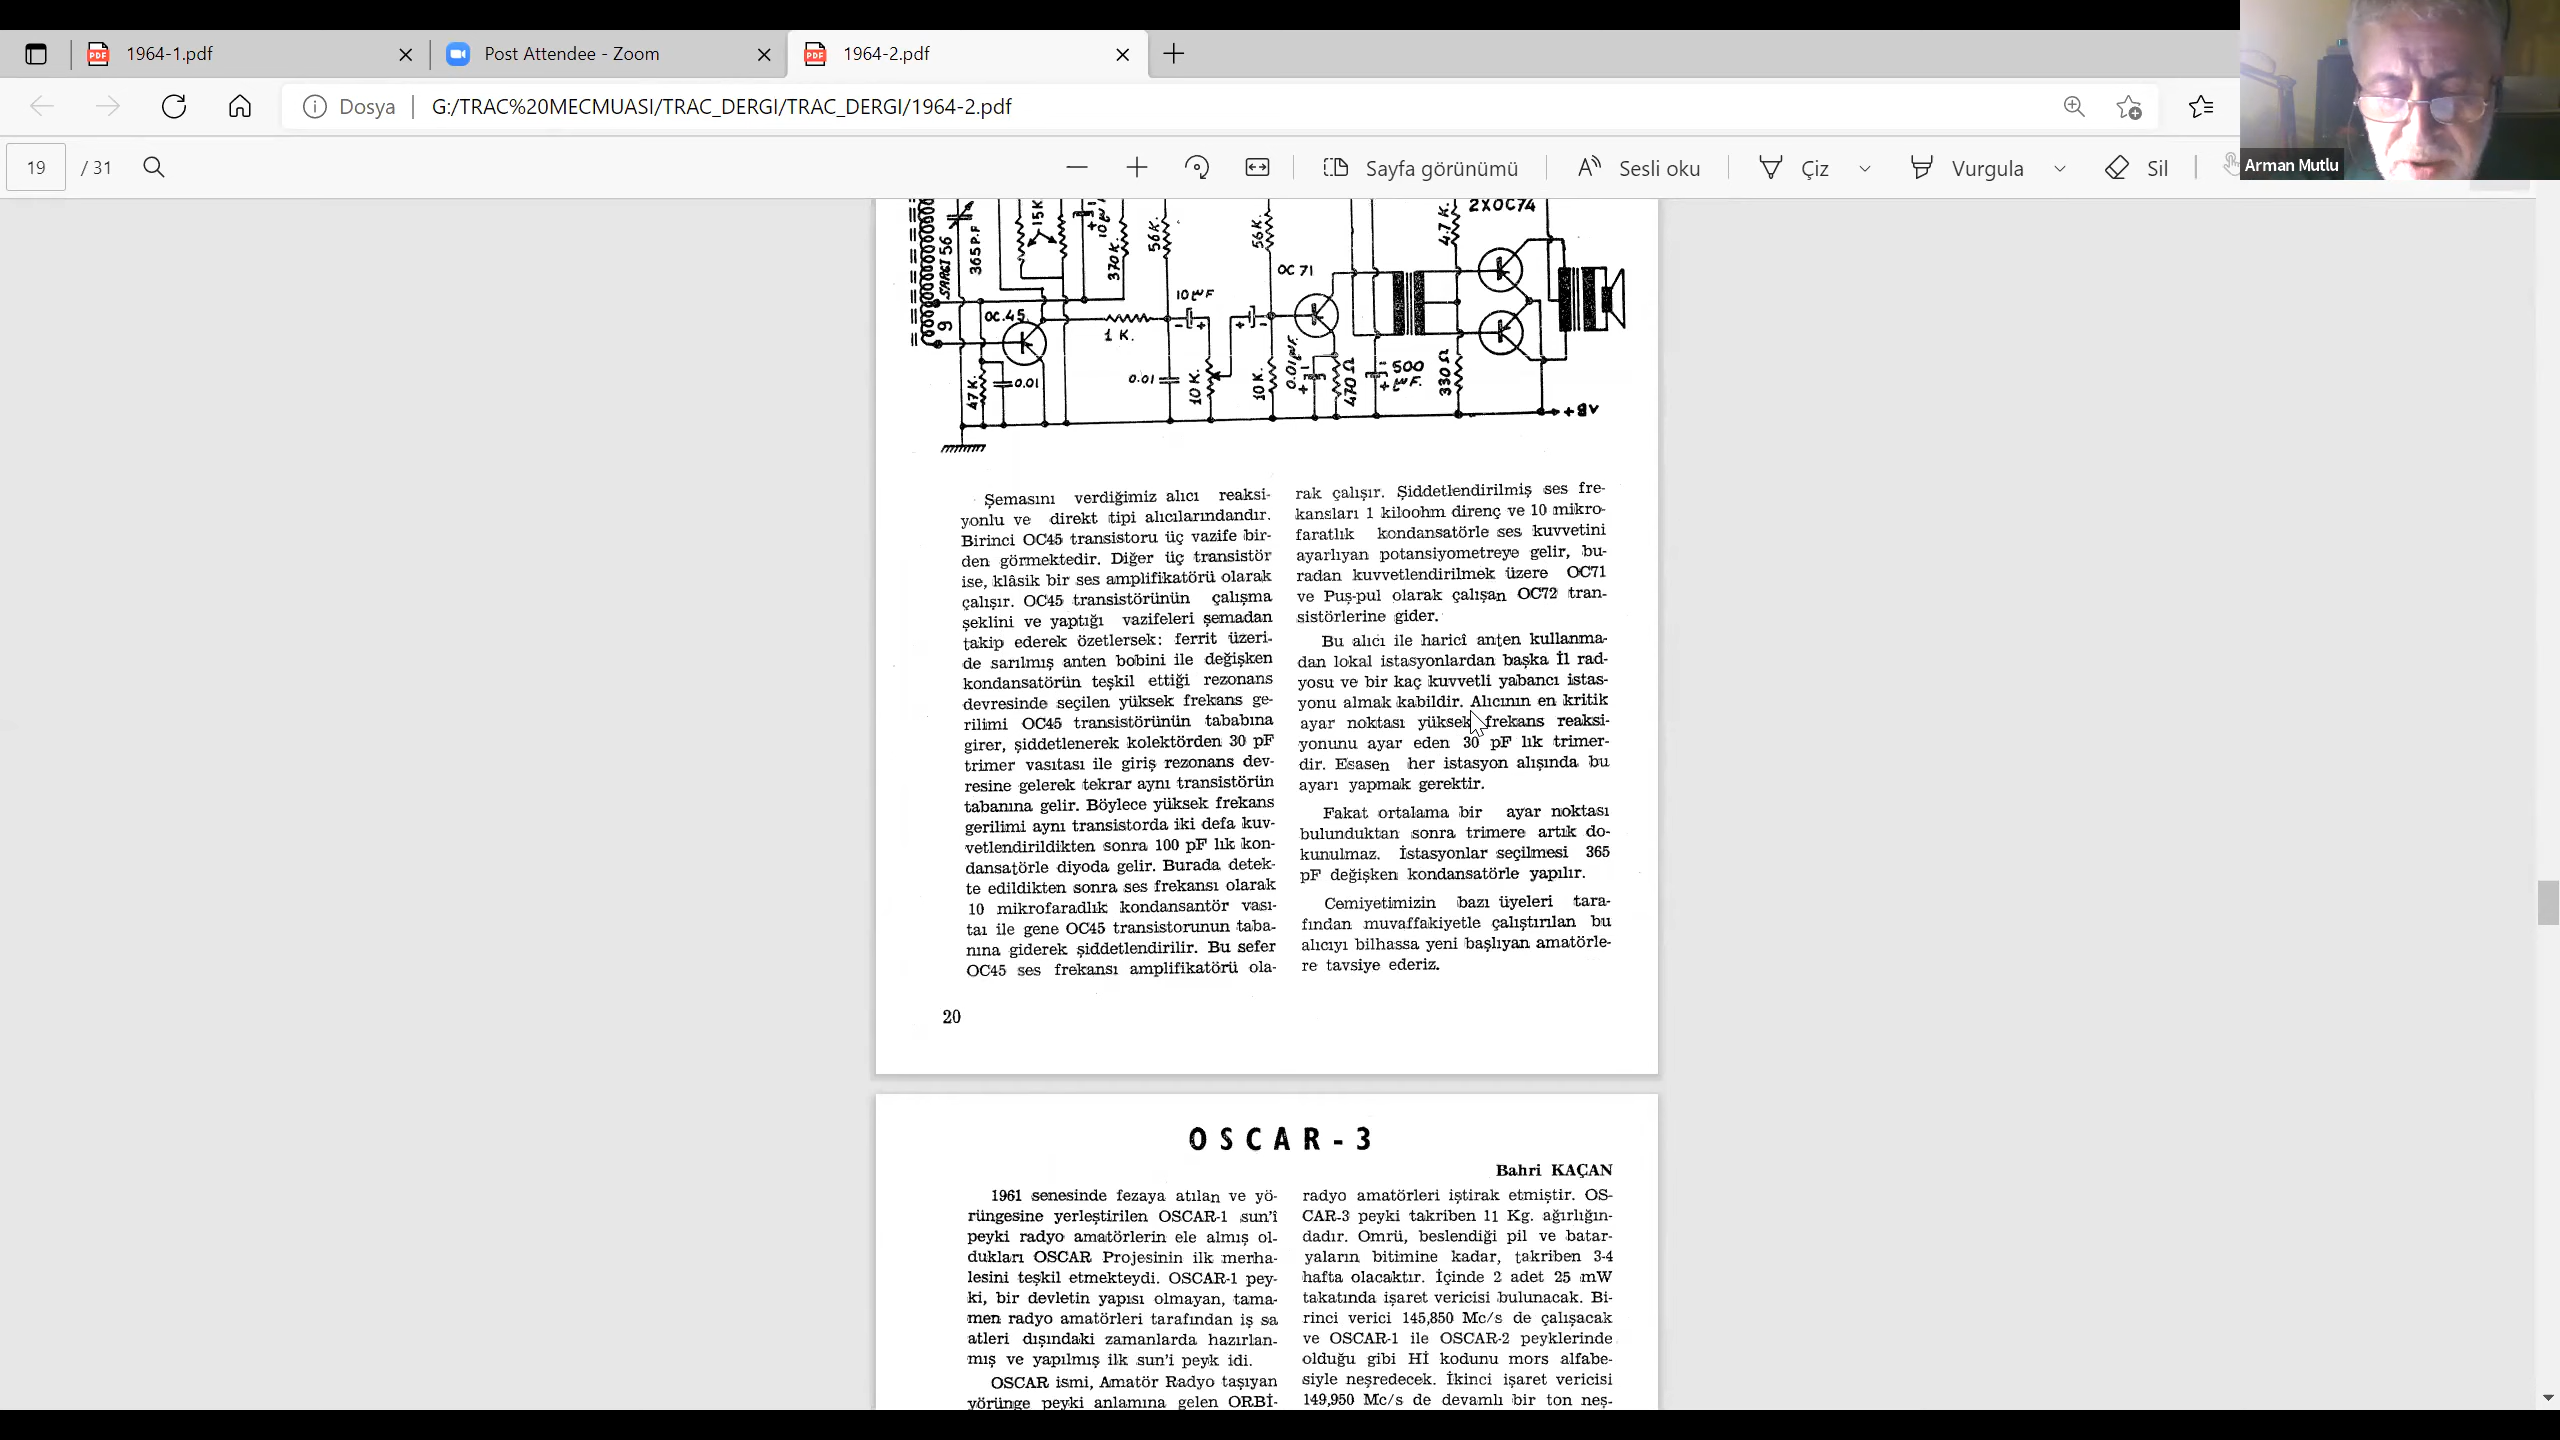 1964-1.pdf
Post Attendee - Zoom
1964-2.pdf
Dosya
G:/TRAC%20MECMUASI/TRAC_DERGI/TRAC_DERGI/1964-2.pdf
Arman Mutlu
19
/ 31
Sayfa görünümü
Sesli oku
Çiz
Vurgula
Sil
SARGI 56
9
365 P.F
15K
370 K.
56K.
56K.
4.7 K.
2XOC74
OC 71
OC.45
10 µF
1 K.
47 K.
0.01
0.01
10 K.
10 K.
0.01 µF.
470 Ω
500
µF.
330 Ω
+9V
Şemasını verdiğimiz alıcı reaksi-
yonlu ve direkt tipi alıcılarındandır.
Birinci OC45 transistoru üç vazife bir-
den görmektedir. Diğer üç transistör
ise, klâsik bir ses amplifikatörü olarak
çalışır. OC45 transistörünün çalışma
şeklini ve yaptığı vazifeleri şemadan
takip ederek özetlersek: ferrit üzeri-
de sarılmış anten bobini ile değişken
kondansatörün teşkil ettiği rezonans
devresinde seçilen yüksek frekans ge-
rilimi OC45 transistörünün tababına
girer, şiddetlenerek kolektörden 30 pF
trimer vasıtası ile giriş rezonans dev-
resine gelerek tekrar aynı transistörün
tabanına gelir. Böylece yüksek frekans
gerilimi aynı transistorda iki defa kuv-
vetlendirildikten sonra 100 pF lık kon-
dansatörle diyoda gelir. Burada detek-
te edildikten sonra ses frekansı olarak
10 mikrofaradlık kondansantör vası-
taı ile gene OC45 transistorunun taba-
nına giderek şiddetlendirilir. Bu sefer
OC45 ses frekansı amplifikatörü ola-
rak çalışır. Şiddetlendirilmiş ses fre-
kansları 1 kiloohm direnç ve 10 mikro-
faratlık kondansatörle ses kuvvetini
ayarlıyan potansiyometreye gelir, bu-
radan kuvvetlendirilmek üzere OC71
ve Puş-pul olarak çalışan OC72 tran-
sistörlerine gider.
Bu alıcı ile haricî anten kullanma-
dan lokal istasyonlardan başka İl rad-
yosu ve bir kaç kuvvetli yabancı istas-
yonu almak kabildir. Alıcının en kritik
ayar noktası yüksek frekans reaksi-
yonunu ayar eden 30 pF lık trimer-
dir. Esasen her istasyon alışında bu
ayarı yapmak gerektir.
Fakat ortalama bir ayar noktası
bulunduktan sonra trimere artık do-
kunulmaz. İstasyonlar seçilmesi 365
pF değişken kondansatörle yapılır.
Cemiyetimizin bazı üyeleri tara-
fından muvaffakiyetle çalıştırılan bu
alıcıyı bilhassa yeni başlıyan amatörle-
re tavsiye ederiz.
20
OSCAR-3
Bahri KAÇAN
1961 senesinde fezaya atılan ve yö-
rüngesine yerleştirilen OSCAR-1 sun'î
peyki radyo amatörlerin ele almış ol-
dukları OSCAR Projesinin ilk merha-
lesini teşkil etmekteydi. OSCAR-1 pey-
ki, bir devletin yapısı olmayan, tama-
men radyo amatörleri tarafından iş sa
atleri dışındaki zamanlarda hazırlan-
mış ve yapılmış ilk sun'i peyk idi.
OSCAR ismi, Amatör Radyo taşıyan
yörünge peyki anlamına gelen ORBİ-
radyo amatörleri iştirak etmiştir. OS-
CAR-3 peyki takriben 11 Kg. ağırlığın-
dadır. Omrü, beslendiği pil ve batar-
yaların bitimine kadar, takriben 3-4
hafta olacaktır. İçinde 2 adet 25 mW
takatında işaret vericisi bulunacak. Bi-
rinci verici 145,850 Mc/s de çalışacak
ve OSCAR-1 ile OSCAR-2 peyklerinde
olduğu gibi Hİ kodunu mors alfabe-
siyle neşredecek. İkinci işaret vericisi
149,950 Mc/s de devamlı bir ton neş-